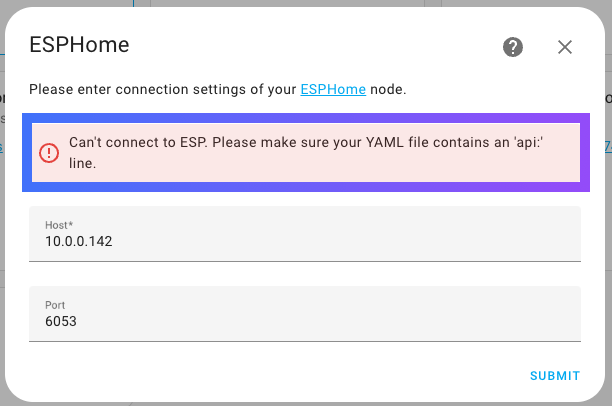 ESPHome
Please enter connection settings of your ESPHome node.
Can't connect to ESP. Please make sure your YAML file contains an 'api:'
line.
Host*
10.0.0.142
Port
6053
SUBMIT